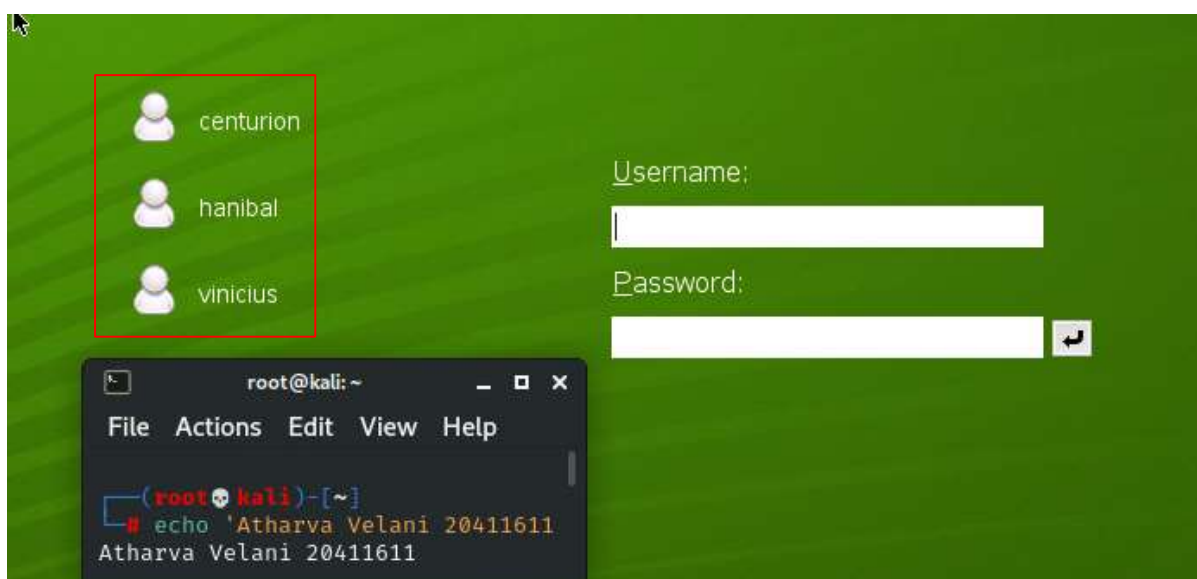 centurion
hanibal
vinicius
Username:
Password:
root@kali: ~
File Actions Edit View Help
(root💀kali)-[~]
# echo 'Atharva Velani 20411611
Atharva Velani 20411611